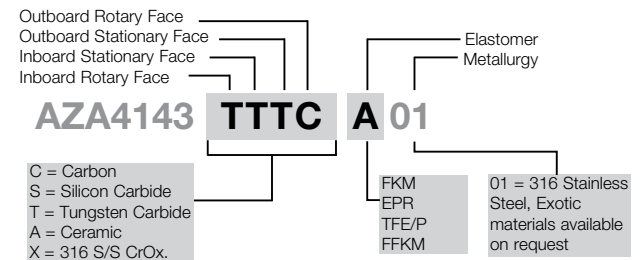 Outboard Rotary Face
Outboard Stationary Face
Inboard Stationary Face
Inboard Rotary Face
Elastomer
Metallurgy
AZA4143 TTTC A 01
C = Carbon
S = Silicon Carbide
T = Tungsten Carbide
A = Ceramic
X = 316 S/S CrOx.
FKM
EPR
TFE/P
FFKM
01 = 316 Stainless
Steel, Exotic
materials available
on request